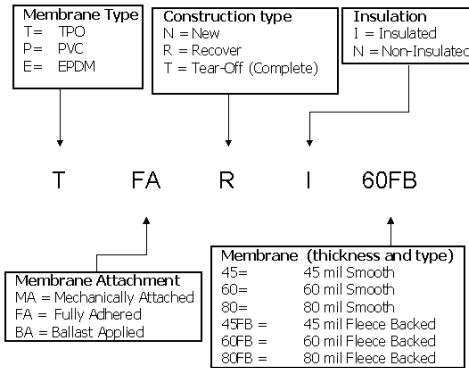 Membrane Type
T= TPO
P= PVC
E= EPDM
Construction type
N = New
R = Recover
T = Tear-Off (Complete)
Insulation
I = Insulated
N = Non-Insulated
T FA R I 60FB
Membrane Attachment
MA = Mechanically Attached
FA = Fully Adhered
BA = Ballast Applied
Membrane (thickness and type)
45= 45 mil Smooth
60= 60 mil Smooth
80= 80 mil Smooth
45FB = 45 mil Fleece Backed
60FB = 60 mil Fleece Backed
80FB = 80 mil Fleece Backed